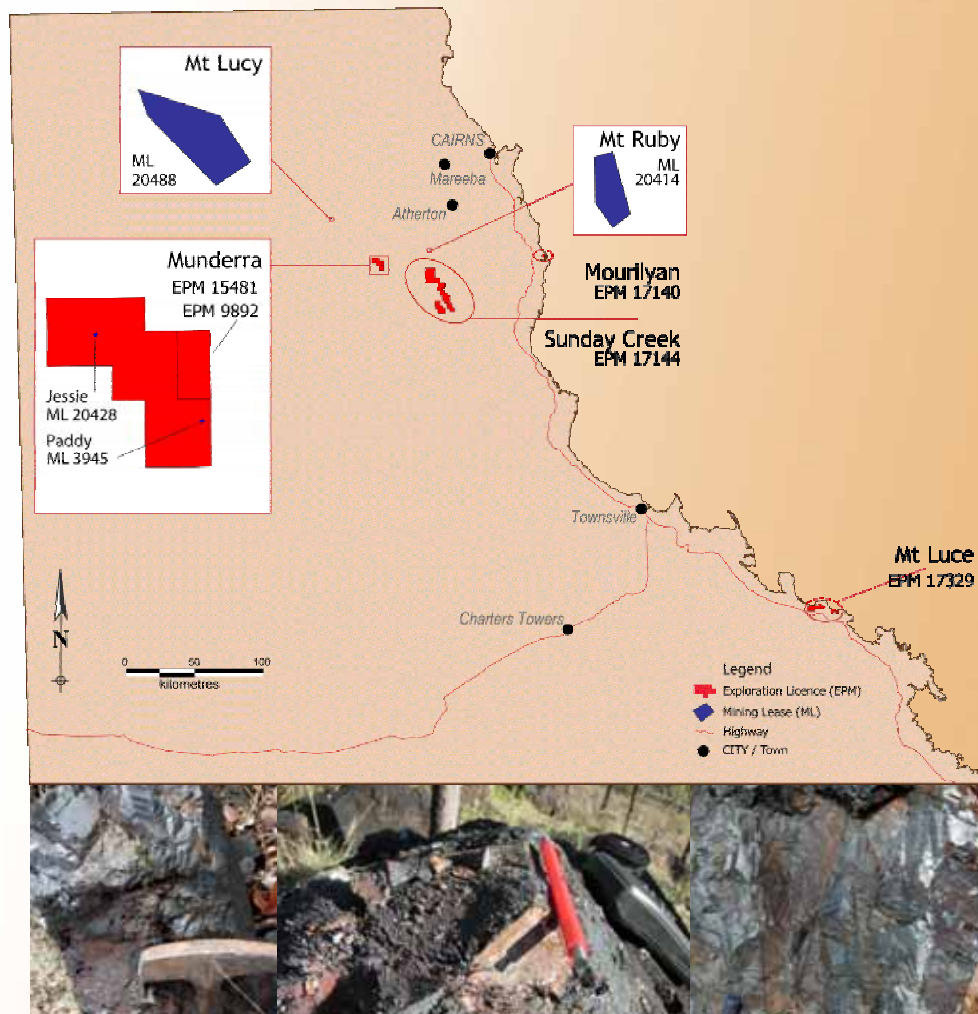 Mt Lucy
ML
20488
CAIRNS
Mareeba
Atherton
Mt Ruby
ML
20414
Munderra
EPM 15481
EPM 9892
Jessie
ML 20428
Paddy
ML 3945
Mourilyan
EPM 17140
Sunday Creek
EPM 17144
Townsville
Mt Luce
EPM 17329
Charters Towers
N
0 50 100
kilometres
Legend
Exploration Licence (EPM)
Mining Lease (ML)
Highway
CITY / Town